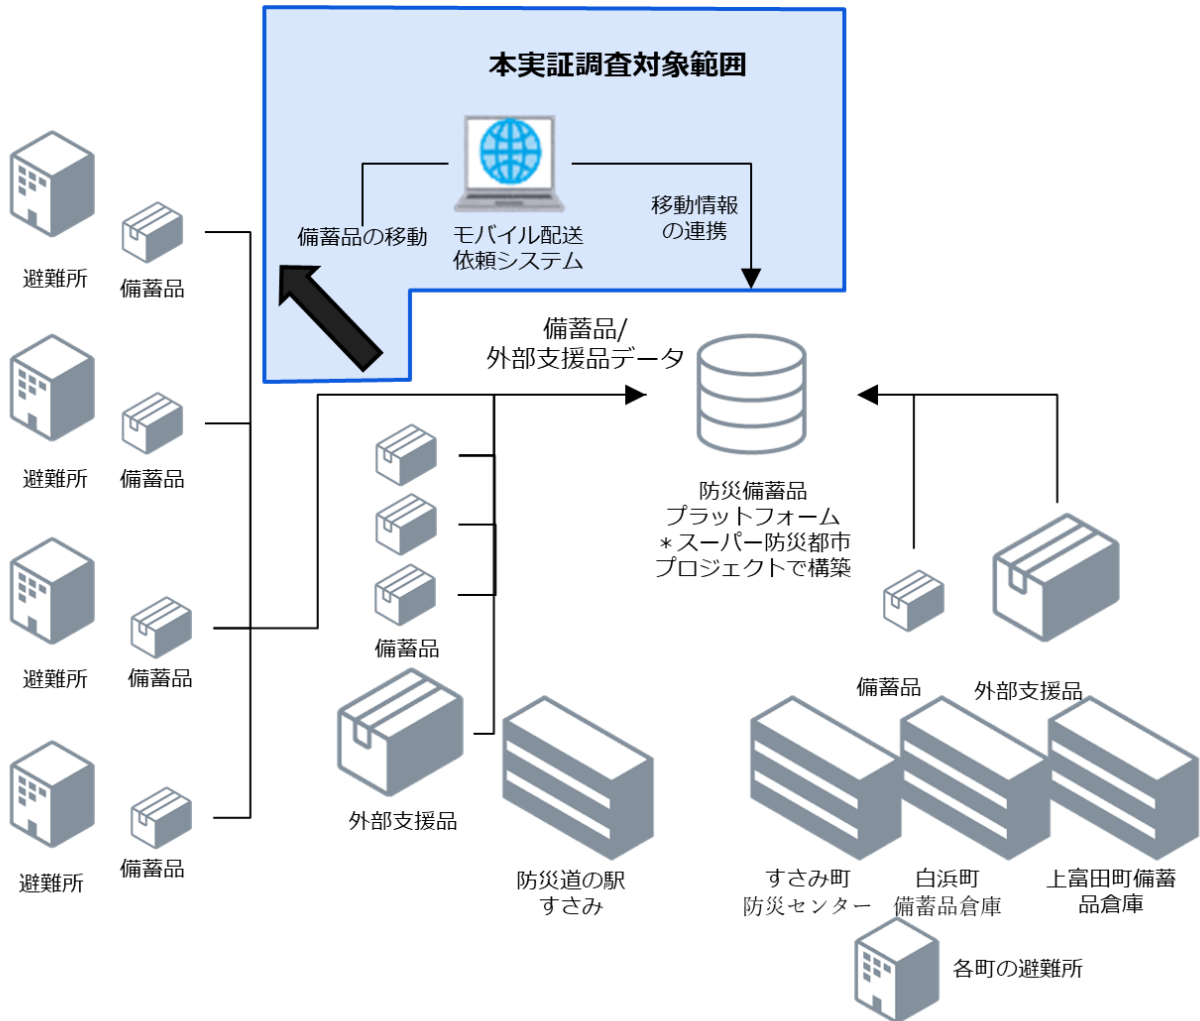 本実証調査対象範囲
備蓄品の移動
モバイル配送
依頼システム
移動情報
の連携
避難所
備蓄品
避難所
備蓄品
避難所
備蓄品
避難所
備蓄品
備蓄品/
外部支援品データ
備蓄品
外部支援品
防災道の駅
すさみ
防災備蓄品
プラットフォーム
＊スーパー防災都市
プロジェクトで構築
備蓄品
外部支援品
すさみ町
防災センター
白浜町
備蓄品倉庫
上富田町備蓄
品倉庫
各町の避難所